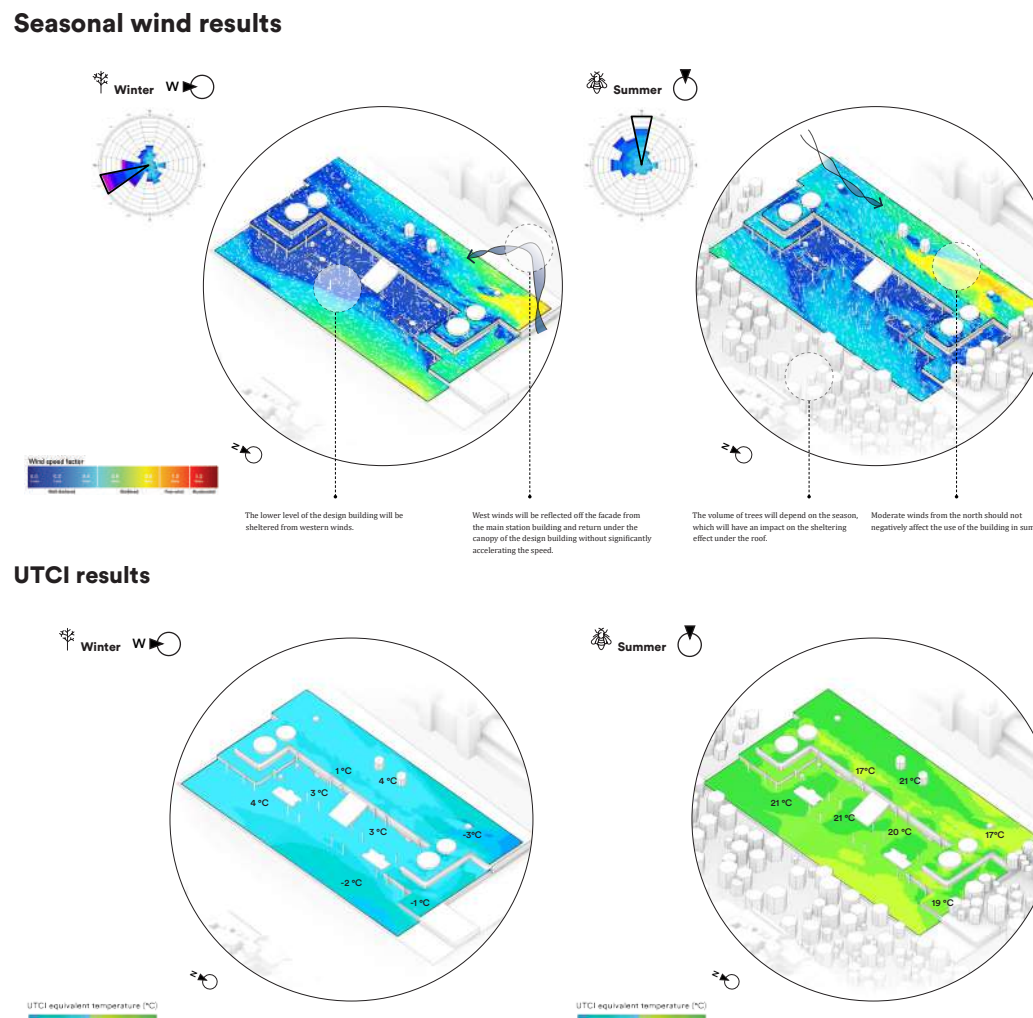 Seasonal wind results
Winter W
Summer
N
N
Wind speed factor
The lower level of the design building will be
sheltered from western winds.
West winds will be reflected off the facade from
the main station building and return under the
canopy of the design building without significantly
accelerating the speed.
The volume of trees will depend on the season,
which will have an impact on the sheltering
effect under the roof.
Moderate winds from the north should not
negatively affect the use of the building in sum
UTCI results
Winter W
Summer
1 °C
4 °C
3 °C
4 °C
3 °C
-3°C
-2 °C
-1 °C
N
17°C
21 °C
21 °C
21 °C
20 °C
17°C
19 °C
N
UTCI equivalent temperature (°C)
UTCI equivalent temperature (°C)